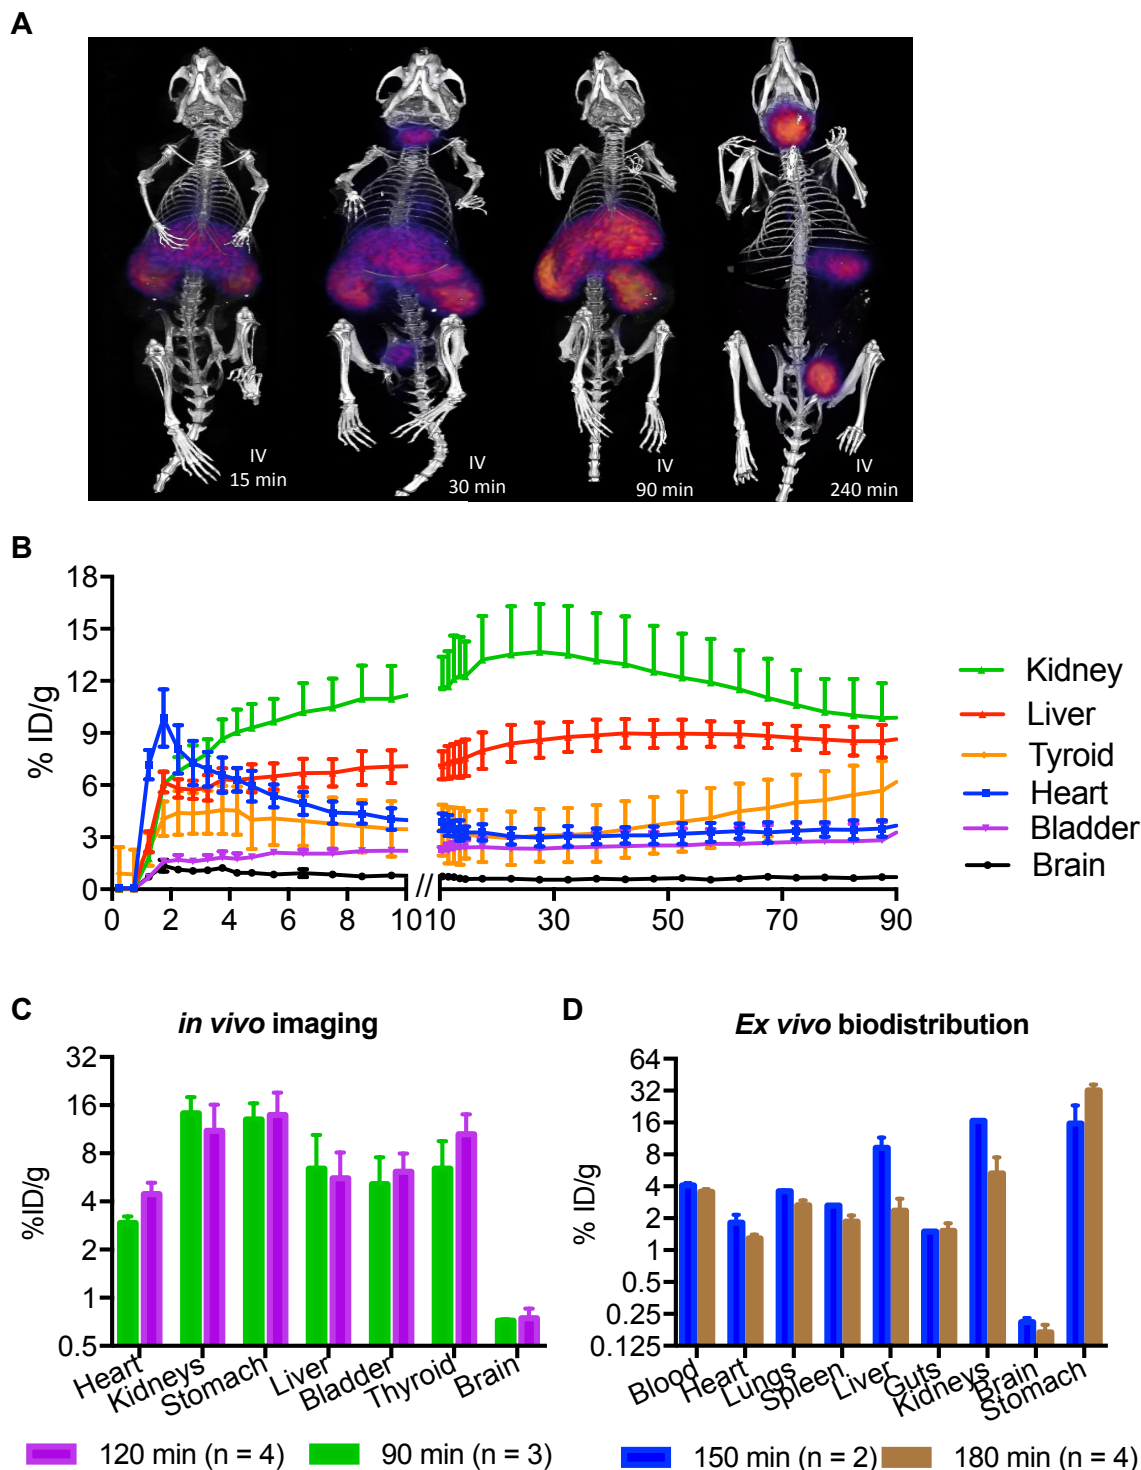 A
IV
15 min
IV
30 min
IV
90 min
IV
240 min
B
18
15
12
9
6
3
0
% ID/g
0 2 4 6 8 10 // 10 30 50 70 90
Kidney
Liver
Tyroid
Heart
Bladder
Brain
C
in vivo imaging
32
16
8
4
2
1
0.5
%ID/g
Heart Kidneys Stomach Liver Bladder Thyroid Brain
120 min (n = 4) 90 min (n = 3)
D
Ex vivo biodistribution
64
32
16
8
4
2
1
0.5
0.25
0.125
% ID/g
Blood Heart Lungs Spleen Liver Guts Kidneys Brain Stomach
150 min (n = 2) 180 min (n = 4)